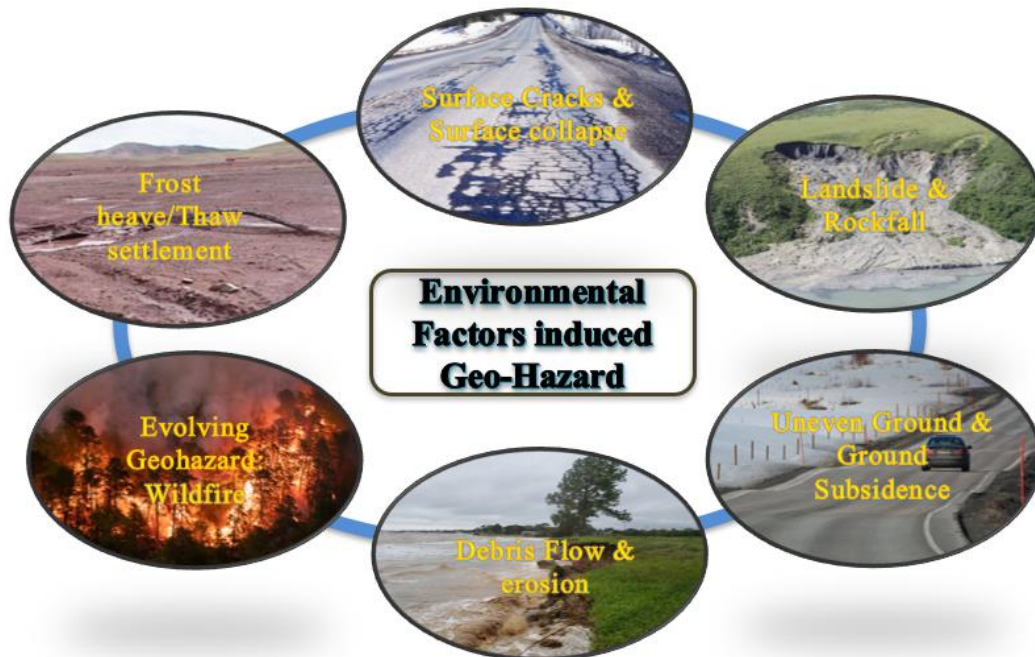 Surface Cracks &
Surface collapse
Frost
heave/Thaw
settlement
Landslide &
Rockfall
Environmental
Factors induced
Geo-Hazard
Evolving
Geohazard:
Wildfire
Uneven Ground &
Ground
Subsidence
Debris Flow &
erosion